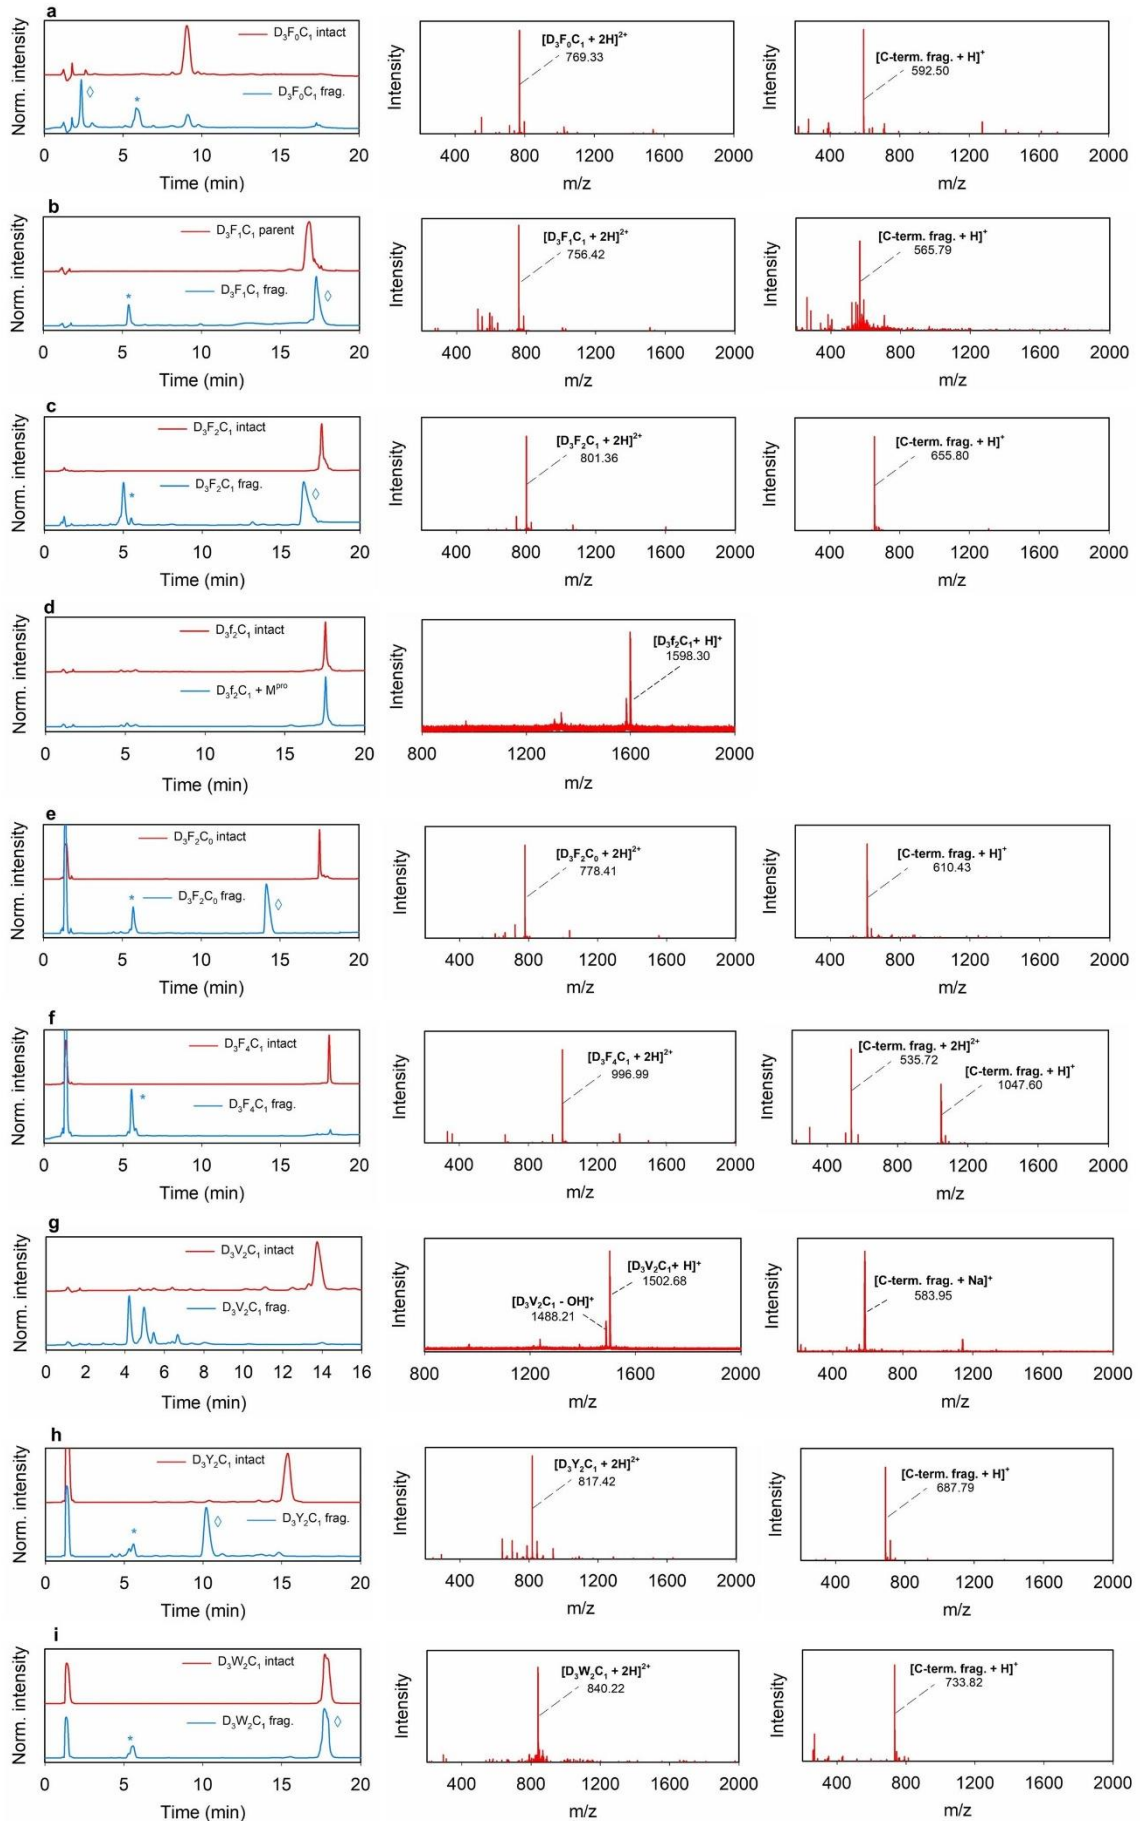 a
Norm. intensity
D₃F₀C₁ intact
◊
*
D₃F₀C₁ frag.
0 5 10 15 20
Time (min)
Intensity
[D₃F₀C₁ + 2H]²⁺
769.33
400 800 1200 1600 2000
m/z
Intensity
[C-term. frag. + H]⁺
592.50
400 800 1200 1600 2000
m/z
b
Norm. intensity
D₃F₁C₁ parent
*
D₃F₁C₁ frag.
◊
0 5 10 15 20
Time (min)
Intensity
[D₃F₁C₁ + 2H]²⁺
756.42
400 800 1200 1600 2000
m/z
Intensity
[C-term. frag. + H]⁺
565.79
400 800 1200 1600 2000
m/z
c
Norm. intensity
D₃F₂C₁ intact
*
D₃F₂C₁ frag.
◊
0 5 10 15 20
Time (min)
Intensity
[D₃F₂C₁ + 2H]²⁺
801.36
400 800 1200 1600 2000
m/z
Intensity
[C-term. frag. + H]⁺
655.80
400 800 1200 1600 2000
m/z
d
Norm. intensity
D₃f₂C₁ intact
D₃f₂C₁ + Mᵖʳᵒ
0 5 10 15 20
Time (min)
Intensity
[D₃f₂C₁+ H]⁺
1598.30
800 1200 1600 2000
m/z
e
Norm. intensity
D₃F₂C₀ intact
*
D₃F₂C₀ frag.
◊
0 5 10 15 20
Time (min)
Intensity
[D₃F₂C₀ + 2H]²⁺
778.41
400 800 1200 1600 2000
m/z
Intensity
[C-term. frag. + H]⁺
610.43
400 800 1200 1600 2000
m/z
f
Norm. intensity
D₃F₄C₁ intact
*
D₃F₄C₁ frag.
0 5 10 15 20
Time (min)
Intensity
[D₃F₄C₁ + 2H]²⁺
996.99
400 800 1200 1600 2000
m/z
Intensity
[C-term. frag. + 2H]²⁺
535.72
[C-term. frag. + H]⁺
1047.60
400 800 1200 1600 2000
m/z
g
Norm. intensity
D₃V₂C₁ intact
D₃V₂C₁ frag.
0 2 4 6 8 10 12 14 16
Time (min)
Intensity
[D₃V₂C₁+ H]⁺
1502.68
[D₃V₂C₁ - OH]⁺
1488.21
800 1200 1600 2000
m/z
Intensity
[C-term. frag. + Na]⁺
583.95
400 800 1200 1600 2000
m/z
h
Norm. intensity
D₃Y₂C₁ intact
*
◊
D₃Y₂C₁ frag.
0 5 10 15 20
Time (min)
Intensity
[D₃Y₂C₁ + 2H]²⁺
817.42
400 800 1200 1600 2000
m/z
Intensity
[C-term. frag. + H]⁺
687.79
400 800 1200 1600 2000
m/z
i
Norm. intensity
D₃W₂C₁ intact
*
D₃W₂C₁ frag.
◊
0 5 10 15 20
Time (min)
Intensity
[D₃W₂C₁ + 2H]²⁺
840.22
400 800 1200 1600 2000
m/z
Intensity
[C-term. frag. + H]⁺
733.82
400 800 1200 1600 2000
m/z